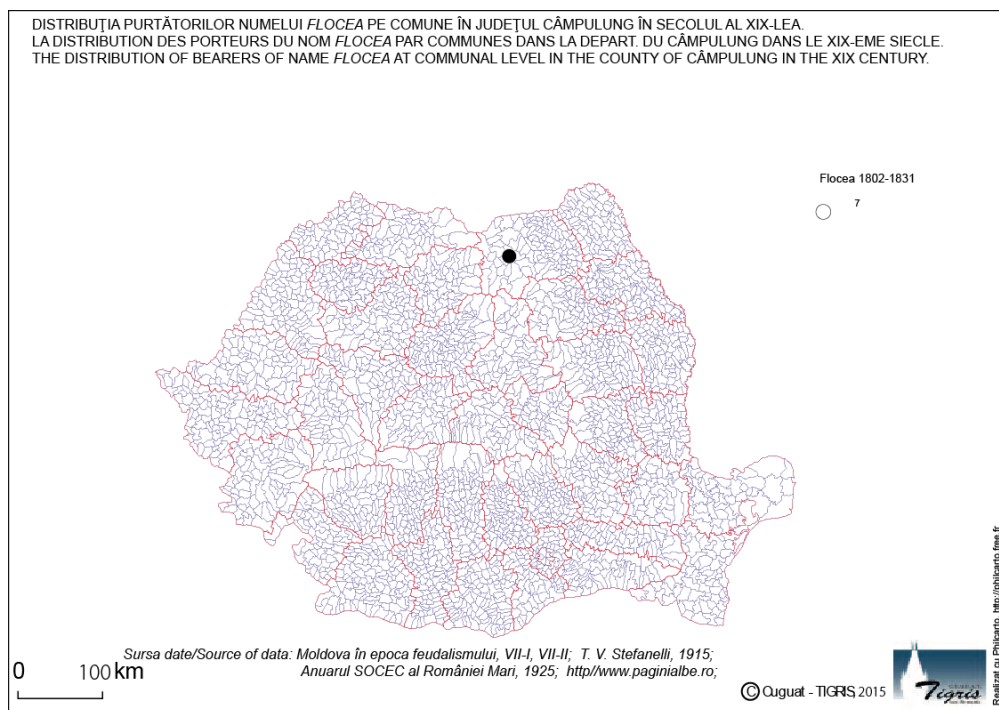 DISTRIBUŢIA PURTĂTORILOR NUMELUI FLOCEA PE COMUNE ÎN JUDEŢUL CÂMPULUNG ÎN SECOLUL AL XIX-LEA.
LA DISTRIBUTION DES PORTEURS DU NOM FLOCEA PAR COMMUNES DANS LA DEPART. DU CÂMPULUNG DANS LE XIX-EME SIECLE.
THE DISTRIBUTION OF BEARERS OF NAME FLOCEA AT COMMUNAL LEVEL IN THE COUNTY OF CÂMPULUNG IN THE XIX CENTURY.
Flocea 1802-1831
7
Sursa date/Source of data: Moldova în epoca feudalismului, VII-I, VII-II; T. V. Stefanelli, 1915;
Anuarul SOCEC al României Mari, 1925; http//www.paginialbe.ro;
0 100 km
© Cuguat - TIGRIS, 2015
Tigris
Realizat cu Philcarto, http://philcarto.free.fr